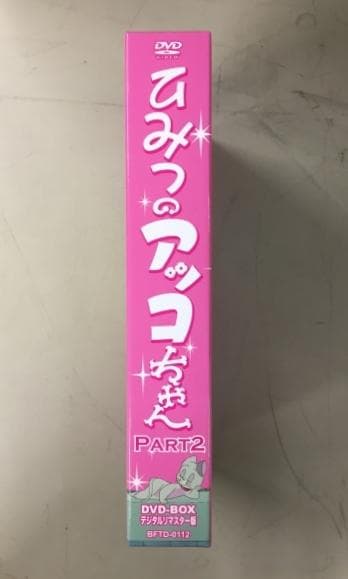 DVD
VIDEO
ひみつの
アッコ
ちゃん
PART2
DVD-BOX
デジタルリマスター版
BFTD-0112